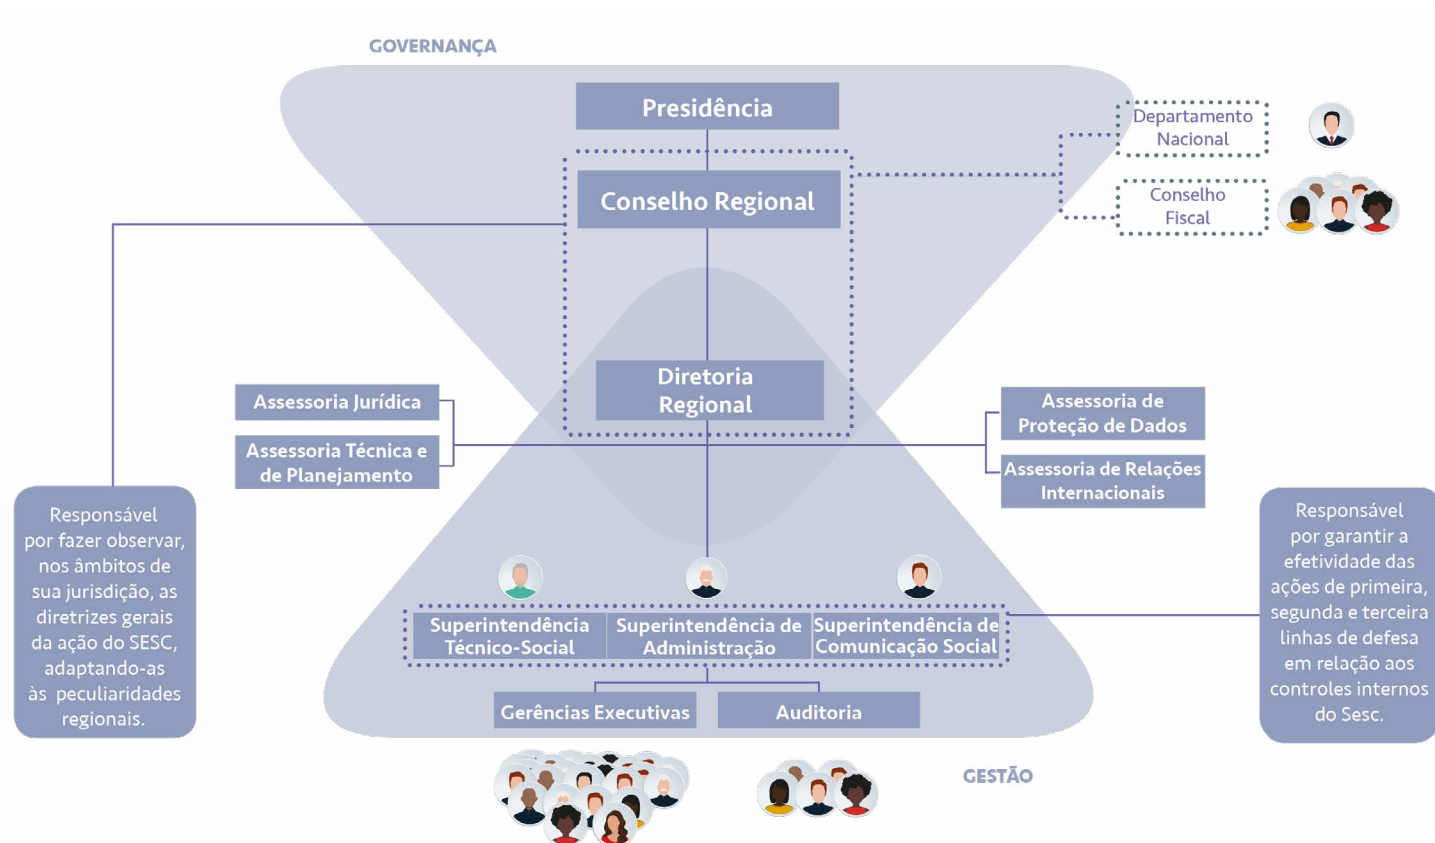 GOVERNANÇA
Presidência
Departamento
Nacional
Conselho Regional
Conselho
Fiscal
Diretoria
Regional
Assessoria Jurídica
Assessoria Técnica e
de Planejamento
Assessoria de
Proteção de Dados
Assessoria de Relações
Internacionais
Responsável
por fazer observar,
nos âmbitos de
sua jurisdição, as
diretrizes gerais
da ação do SESC,
adaptando-as
às peculiaridades
regionais.
Responsável
por garantir a
efetividade das
ações de primeira,
segunda e terceira
linhas de defesa
em relação aos
controles internos
do Sesc.
Superintendência
Técnico-Social
Superintendência de
Administração
Superintendência de
Comunicação Social
Gerências Executivas
Auditoria
GESTÃO